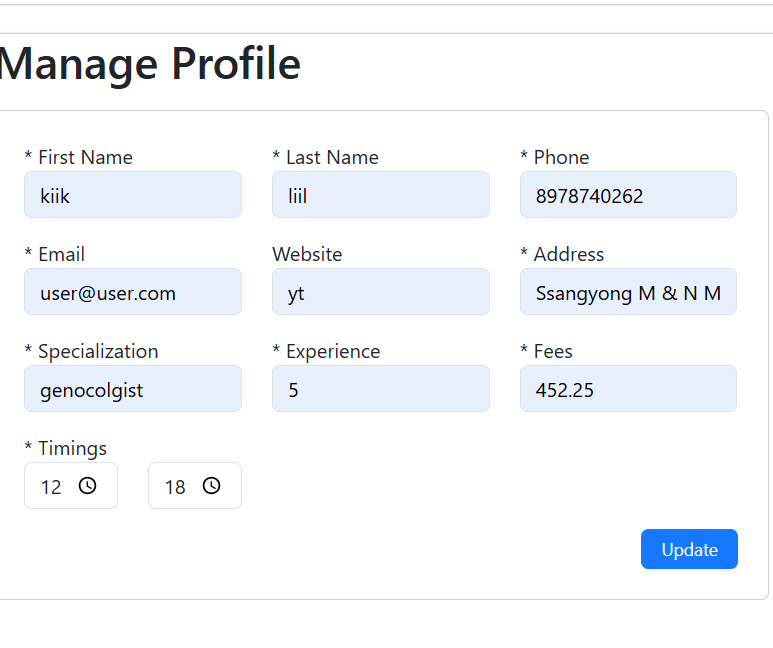 Manage Profile
* First Name * Last Name * Phone
kiik liil 8978740262
* Email Website * Address
user@user.com yt Ssangyong M & N M
* Specialization * Experience * Fees
genocolgist 5 452.25
* Timings
12 18
Update